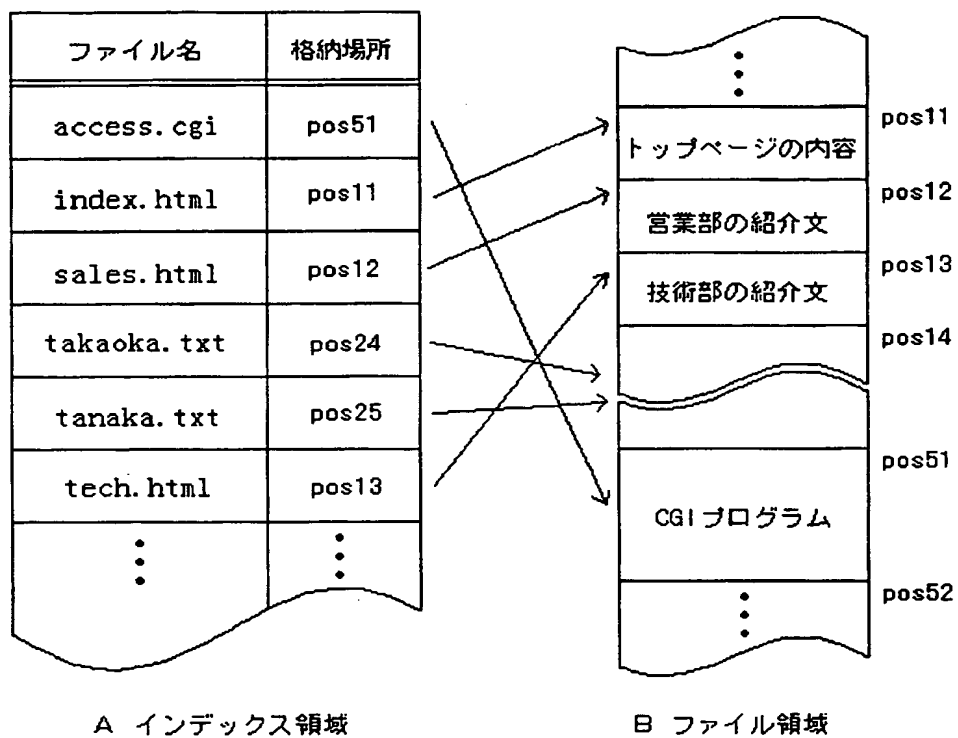 ファイル名 格納場所
access.cgi pos51
index.html pos11
sales.html pos12
takaoka.txt pos24
tanaka.txt pos25
tech.html pos13
A インデックス領域
pos11
トップページの内容
pos12
営業部の紹介文
pos13
技術部の紹介文
pos14
pos51
CGIプログラム
pos52
B ファイル領域